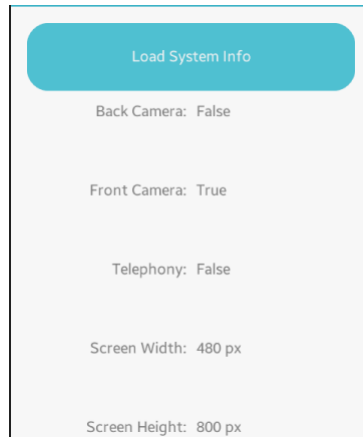 Load System Info
Back Camera: False
Front Camera: True
Telephony: False
Screen Width: 480 px
Screen Height: 800 px